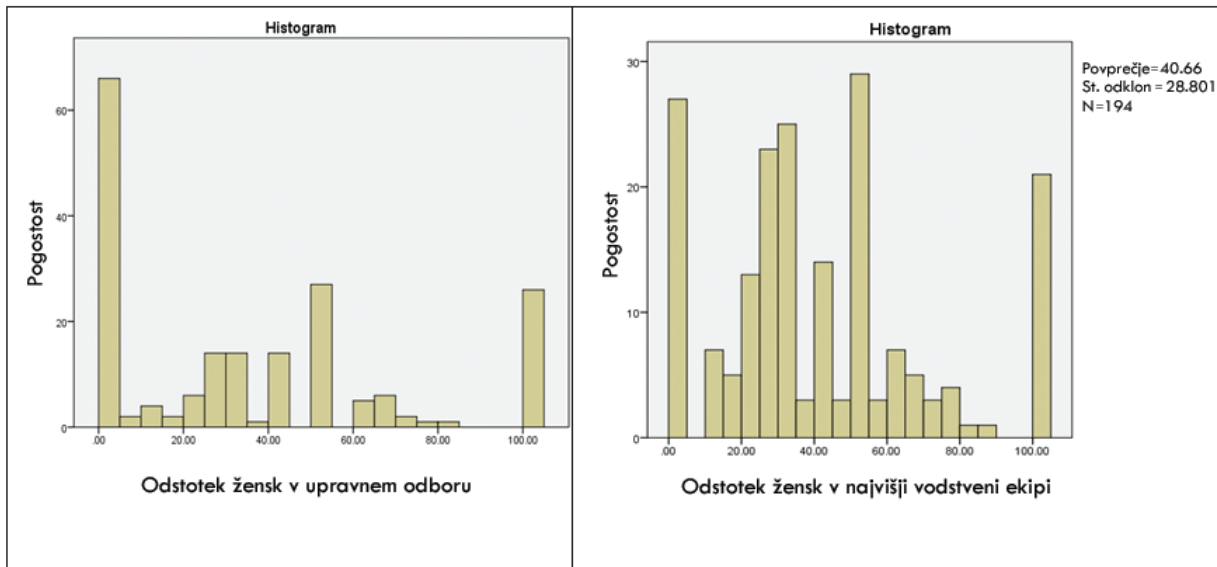 Histogram
Pogostost
60
40
20
0
.00 20.00 40.00 60.00 80.00 100.00
Odstotek žensk v upravnem odboru
Histogram
Povprečje=40.66
St. odklon = 28.801
N=194
Pogostost
30
20
10
0
.00 20.00 40.00 60.00 80.00 100.00
Odstotek žensk v najvišji vodstveni ekipi